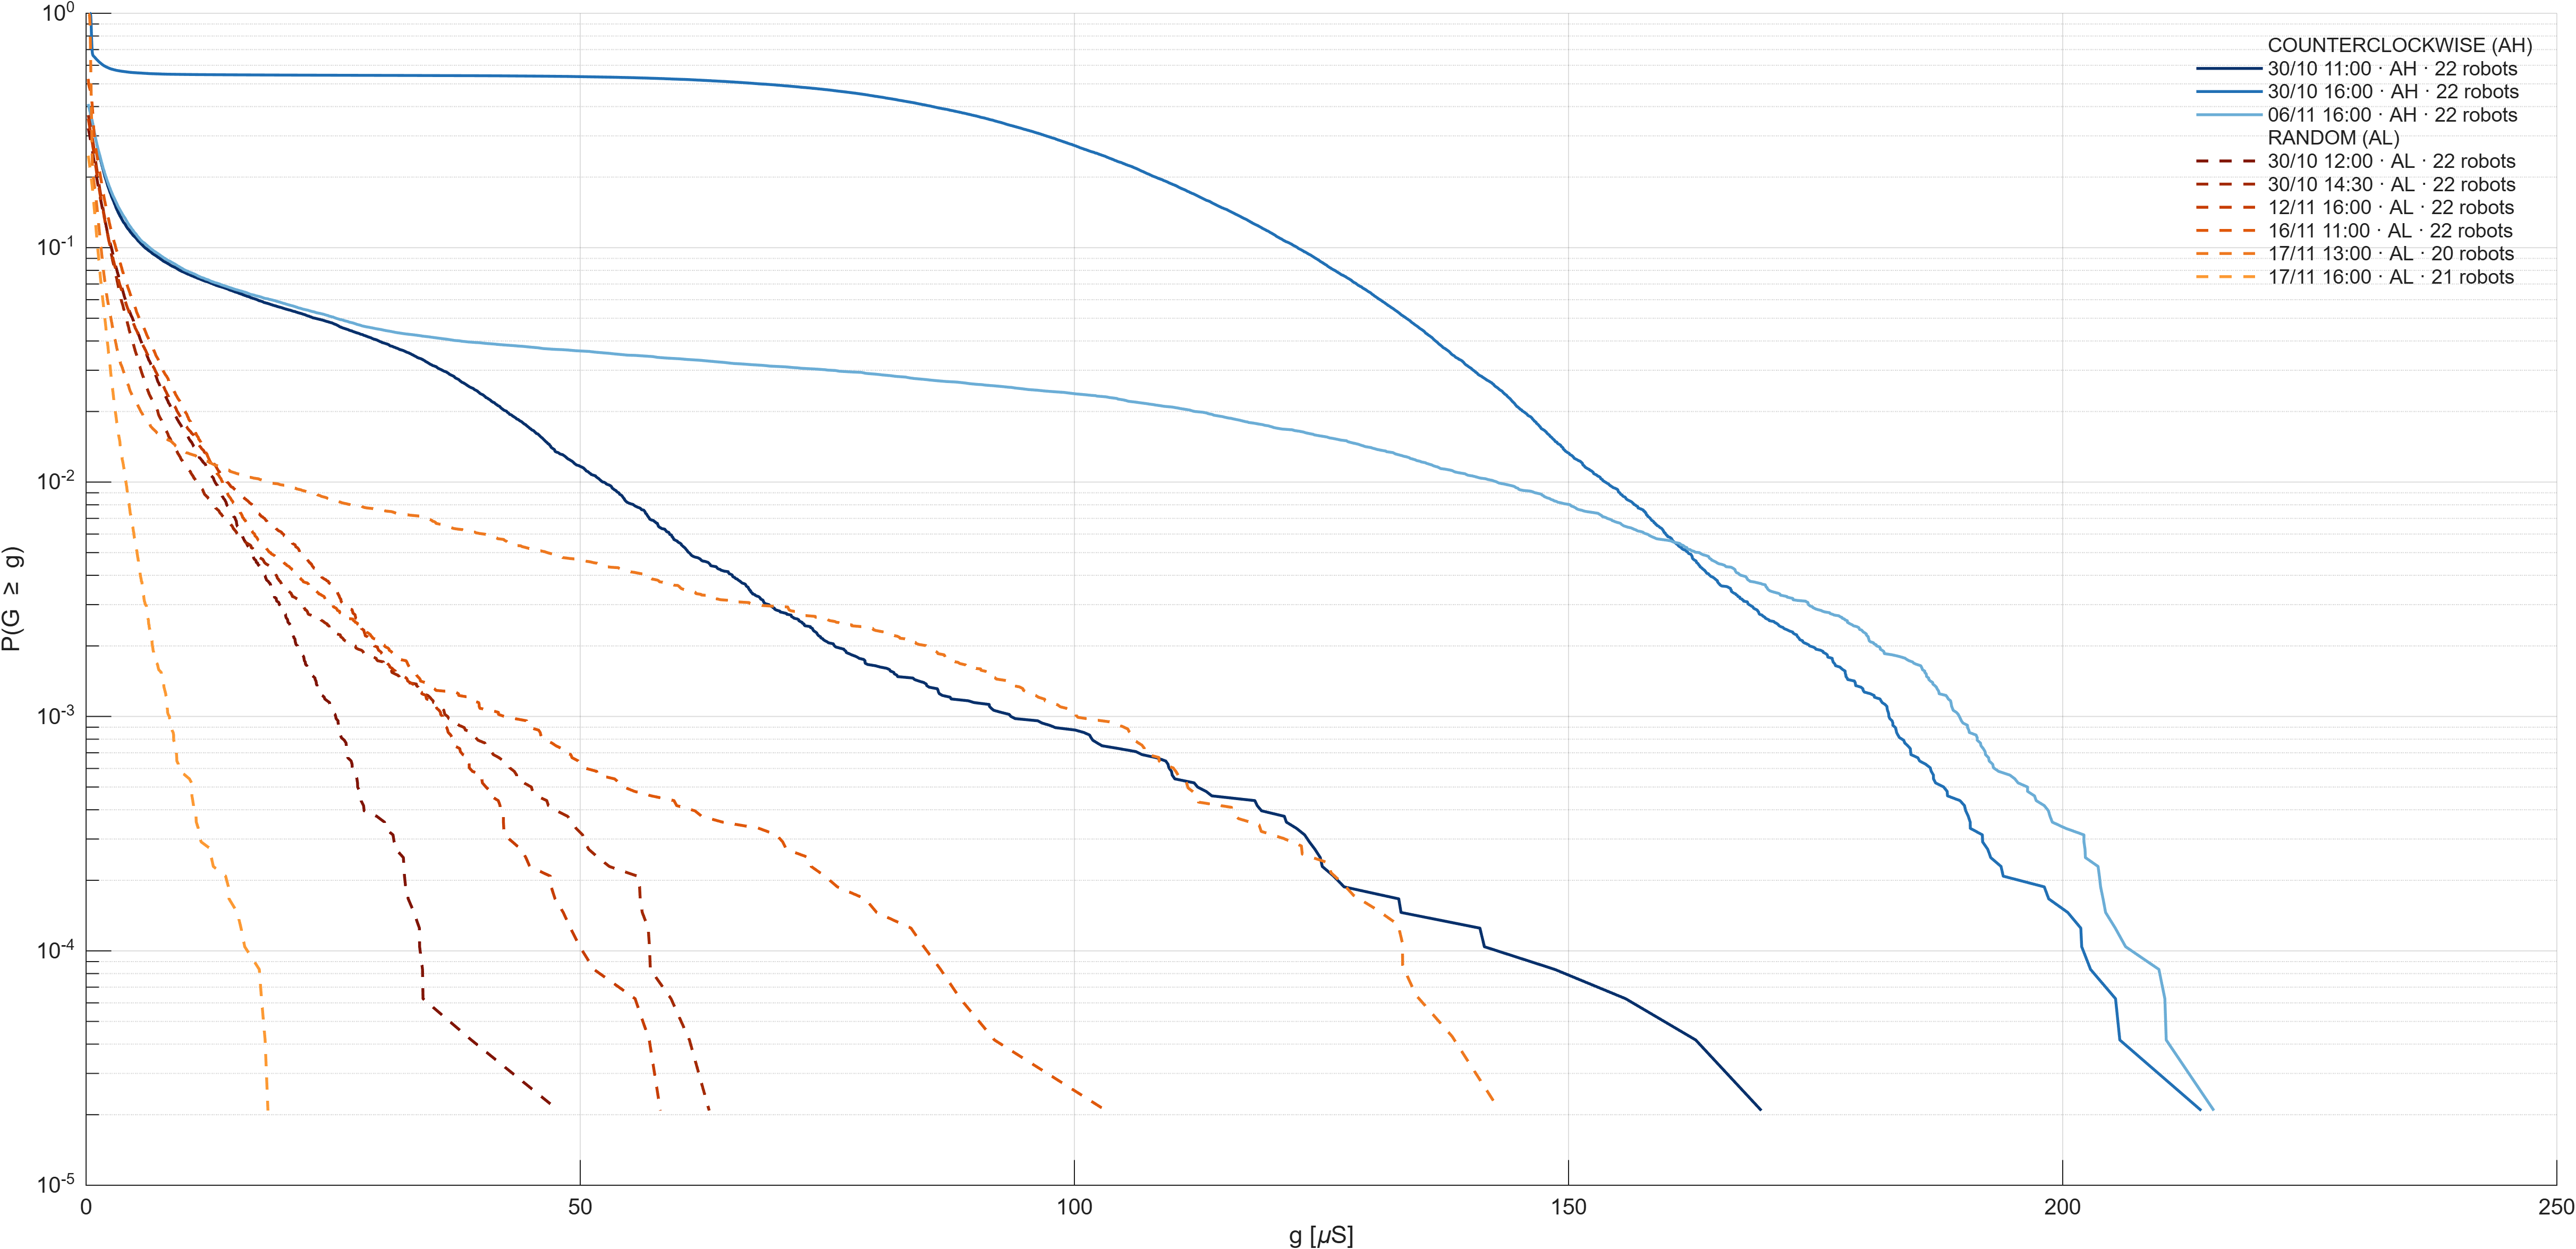 10^0
10^-1
10^-2
10^-3
10^-4
10^-5
P(G ≥ g)
COUNTERCLOCKWISE (AH)
30/10 11:00 · AH · 22 robots
30/10 16:00 · AH · 22 robots
06/11 16:00 · AH · 22 robots
RANDOM (AL)
30/10 12:00 · AL · 22 robots
30/10 14:30 · AL · 22 robots
12/11 16:00 · AL · 22 robots
16/11 11:00 · AL · 22 robots
17/11 13:00 · AL · 20 robots
17/11 16:00 · AL · 21 robots
0 50 100 150 200 250
g [μS]